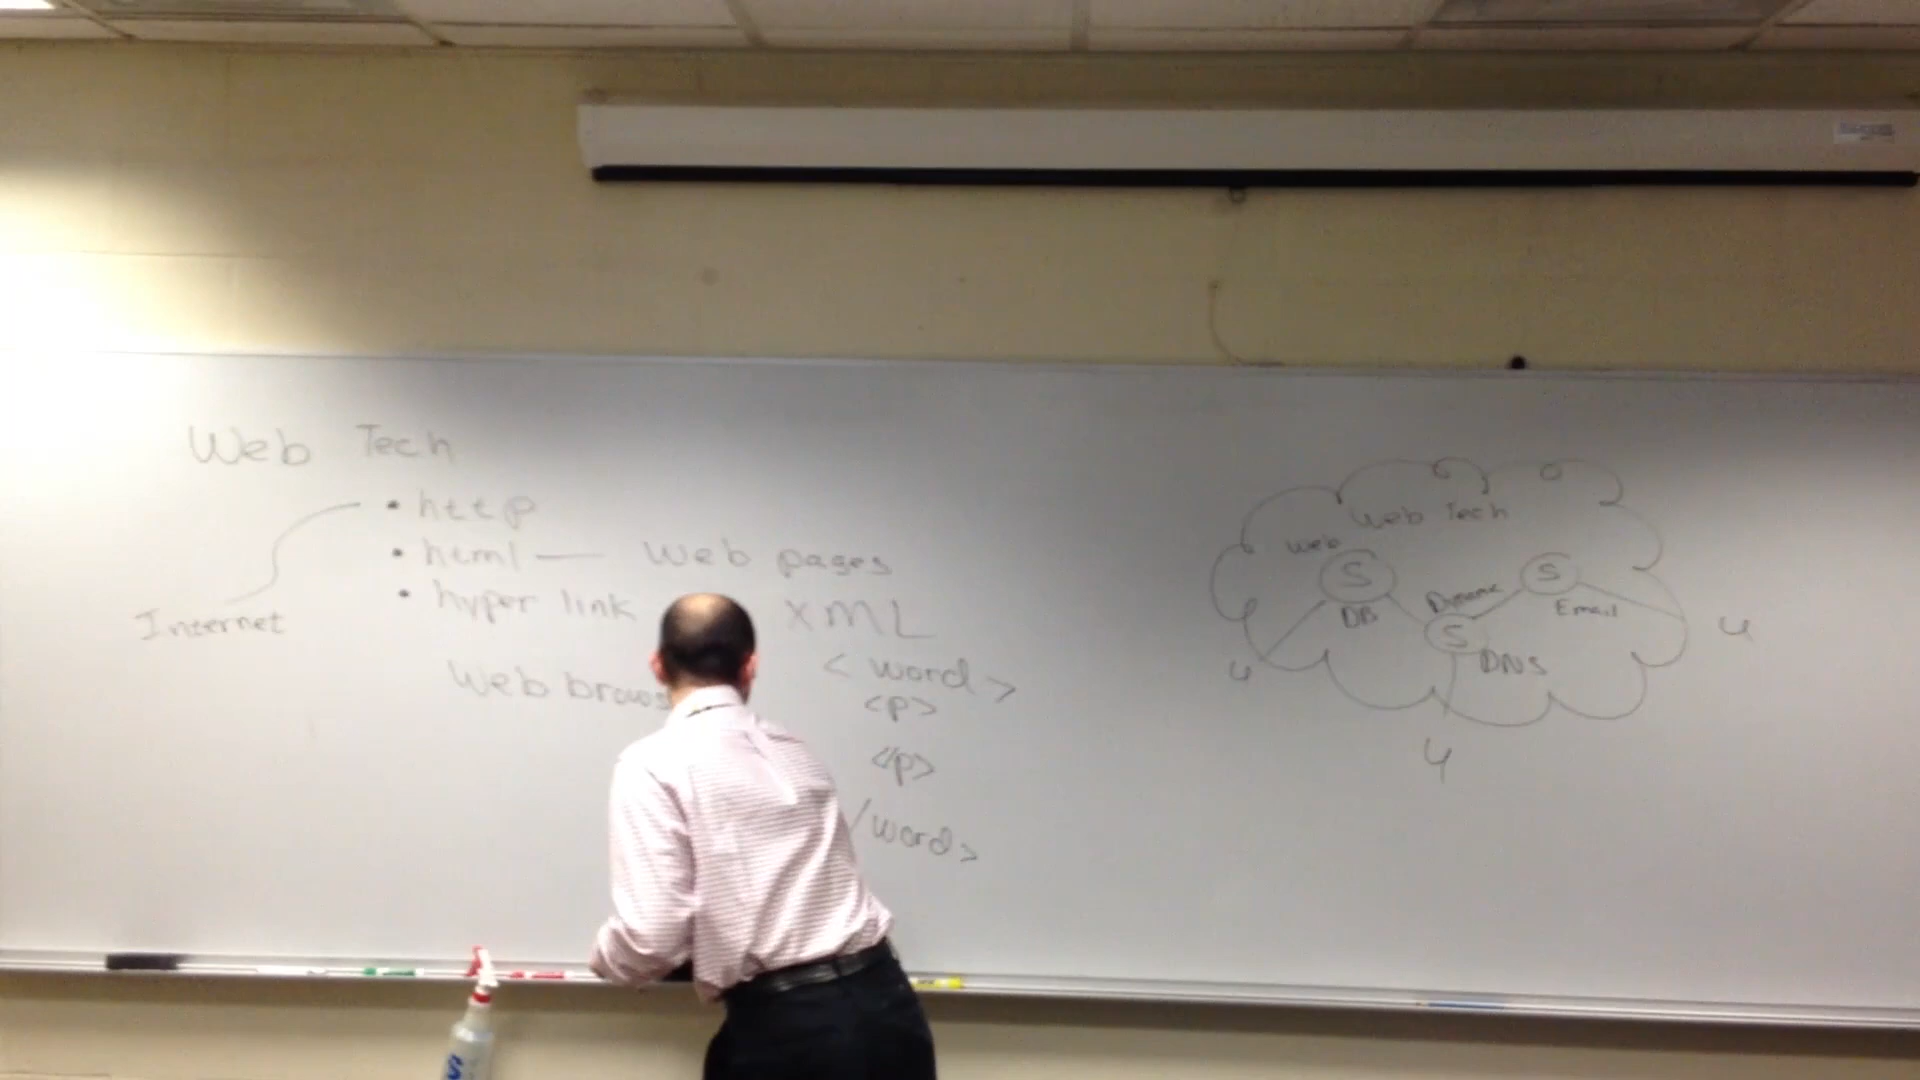 Web Tech
• http
• html — Web pages
• hyper link
XML
Internet
Web brows
< word >
<p>
</p>
/word>
Web Tech
Web
S
S
DB
Dynamic
Email
S
DNS
u
u
u